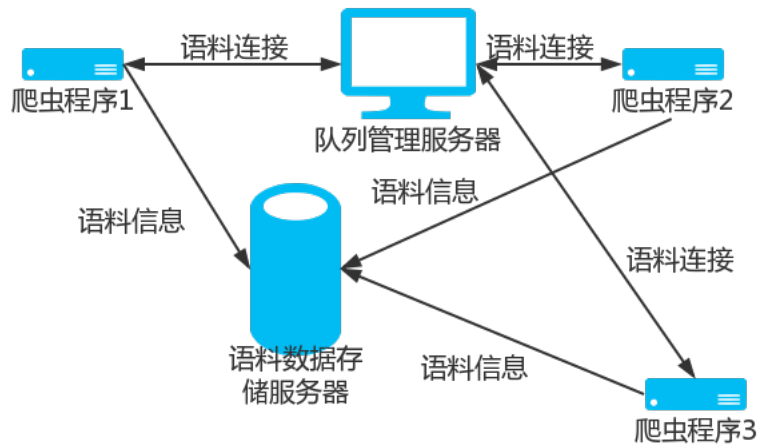 语料连接
语料连接
爬虫程序1
爬虫程序2
队列管理服务器
语料信息
语料信息
语料连接
语料数据存
储服务器
语料信息
爬虫程序3